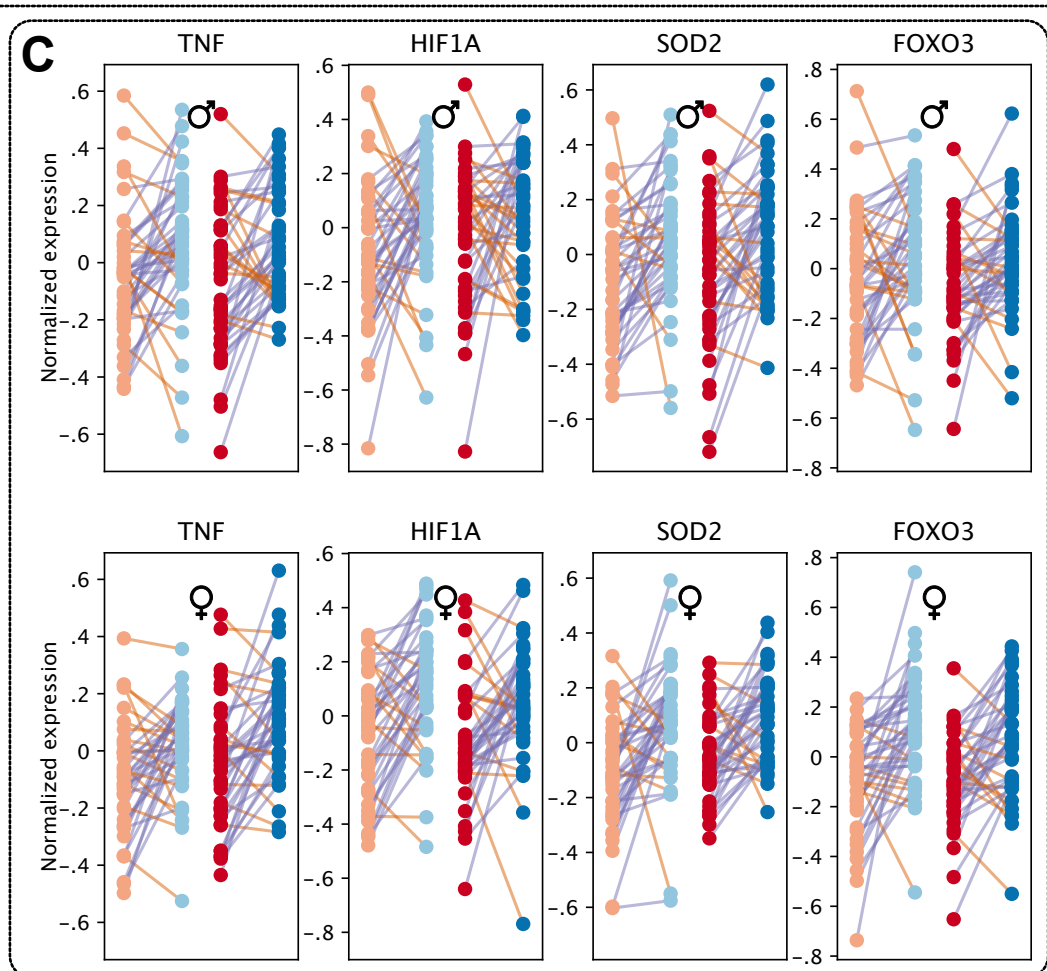 C
TNF HIF1A SOD2 FOXO3
♂ ♂ ♂ ♂
Normalized expression
.6 .4 .2 0 −.2 −.4 −.6
.6 .4 .2 0 −.2 −.4 −.6 −.8
.6 .4 .2 0 −.2 −.4 −.6
.8 .6 .4 .2 0 −.2 −.4 −.6 −.8
TNF HIF1A SOD2 FOXO3
♀ ♀ ♀ ♀
Normalized expression
.6 .4 .2 0 −.2 −.4 −.6
.6 .4 .2 0 −.2 −.4 −.6 −.8
.6 .4 .2 0 −.2 −.4 −.6
.8 .6 .4 .2 0 −.2 −.4 −.6 −.8